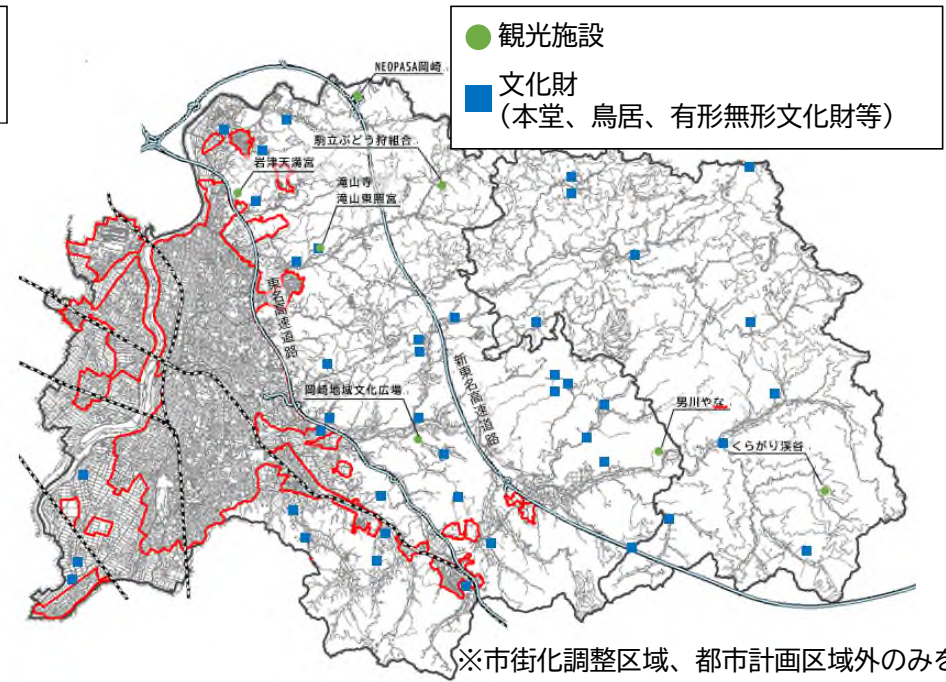 観光施設
文化財
(本堂、鳥居、有形無形文化財等)
NEOPASA岡崎
駒立ぶどう狩組合
岩津天満宮
滝山寺
滝山東照宮
東名高速道路
新東名高速道路
岡崎地域文化広場
男川やな
くらがり渓谷
※市街化調整区域、都市計画区域外のみを